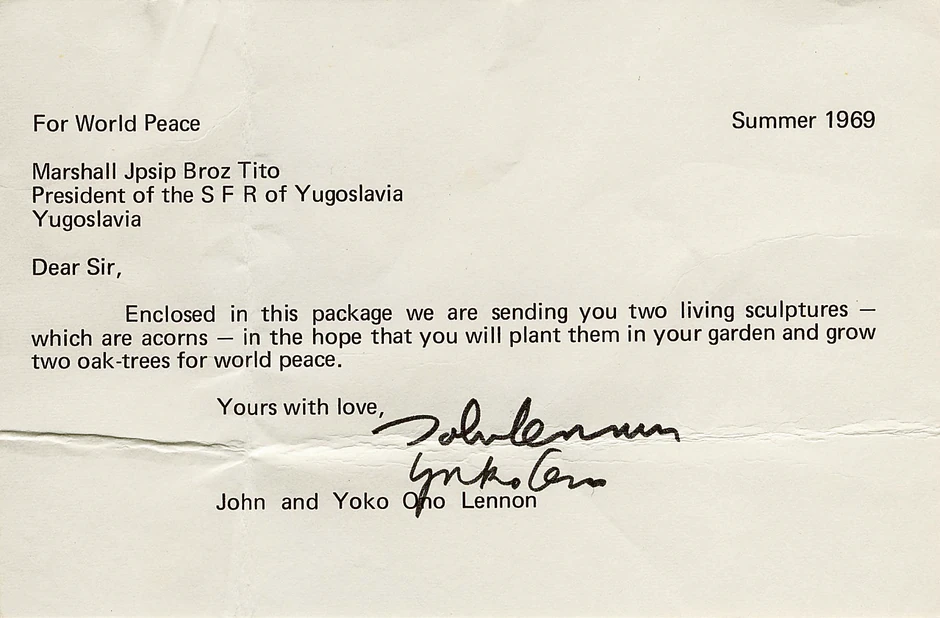 For World Peace
Summer 1969
Marshall Jpsip Broz Tito
President of the S F R of Yugoslavia
Yugoslavia
Dear Sir,
Enclosed in this package we are sending you two living sculptures —
which are acorns — in the hope that you will plant them in your garden and grow
two oak-trees for world peace.
Yours with love,
John Lennon
Yoko Ono
John and Yoko Ono Lennon